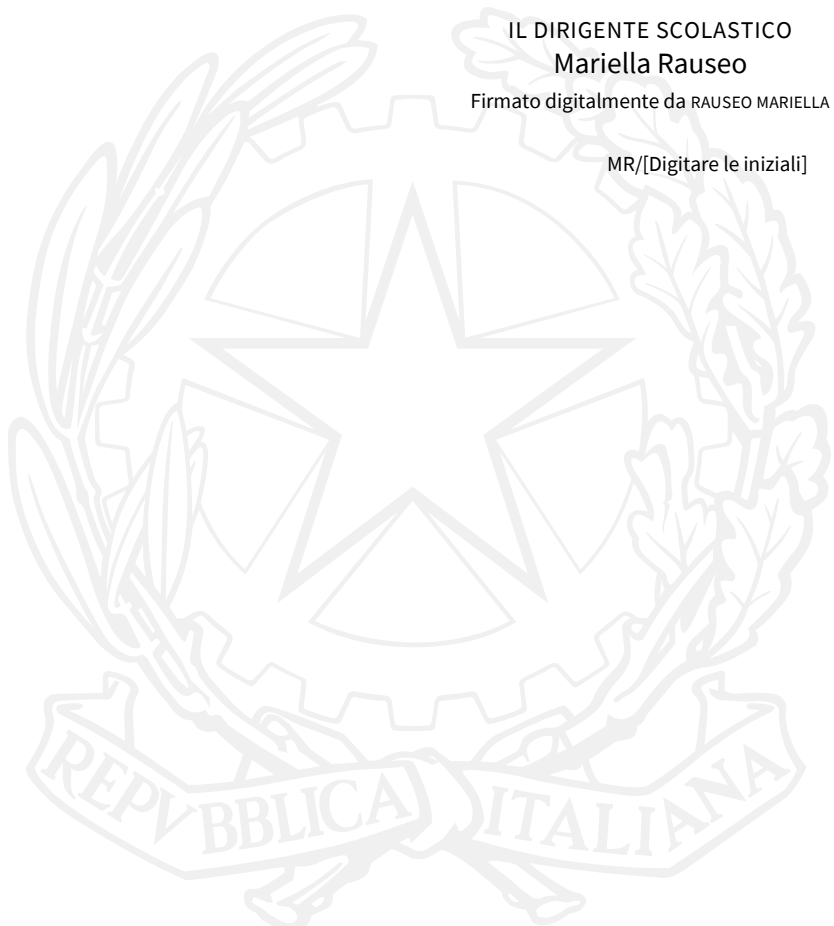 IL DIRIGENTE SCOLASTICO
Mariella Rauseo
Firmato digitalmente da RAUSEO MARIELLA
MR/[Digitare le iniziali]
REPVBBLICA ITALIANA